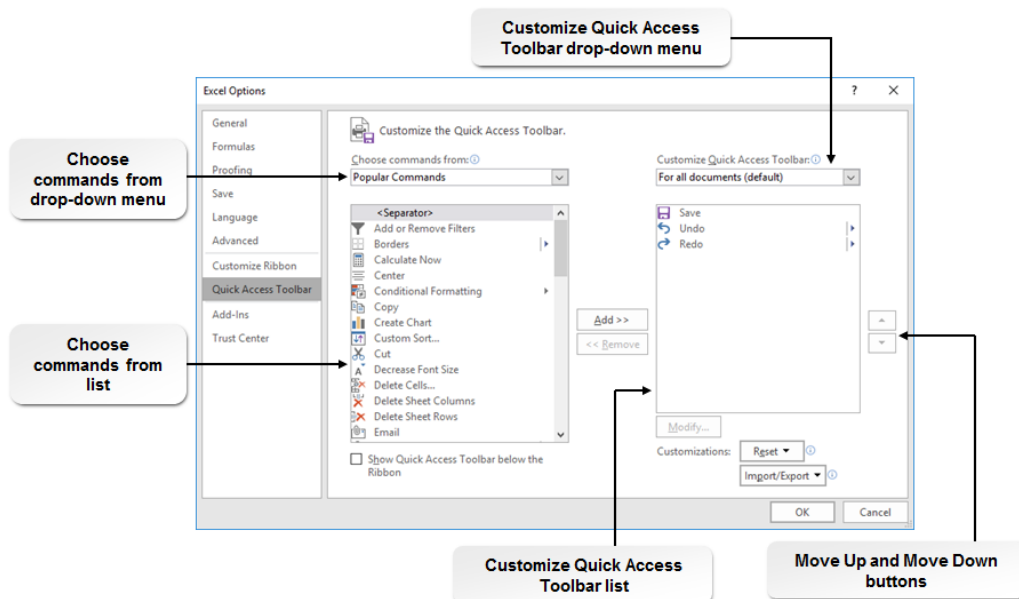 Customize Quick Access
Toolbar drop-down menu
Excel Options
?
General
Formulas
Proofing
Save
Language
Advanced
Customize Ribbon
Quick Access Toolbar
Add-Ins
Trust Center
Choose
commands from
drop-down menu
Choose
commands from
list
Customize the Quick Access Toolbar.
Choose commands from:
Popular Commands
<Separator>
Add or Remove Filters
Borders
Calculate Now
Center
Conditional Formatting
Copy
Create Chart
Custom Sort...
Cut
Decrease Font Size
Delete Cells...
Delete Sheet Columns
Delete Sheet Rows
Email
Show Quick Access Toolbar below the
Ribbon
Add >>
<< Remove
Customize Quick Access Toolbar:
For all documents (default)
Save
Undo
Redo
Modify...
Customizations:
Reset
Import/Export
OK
Cancel
Customize Quick Access
Toolbar list
Move Up and Move Down
buttons